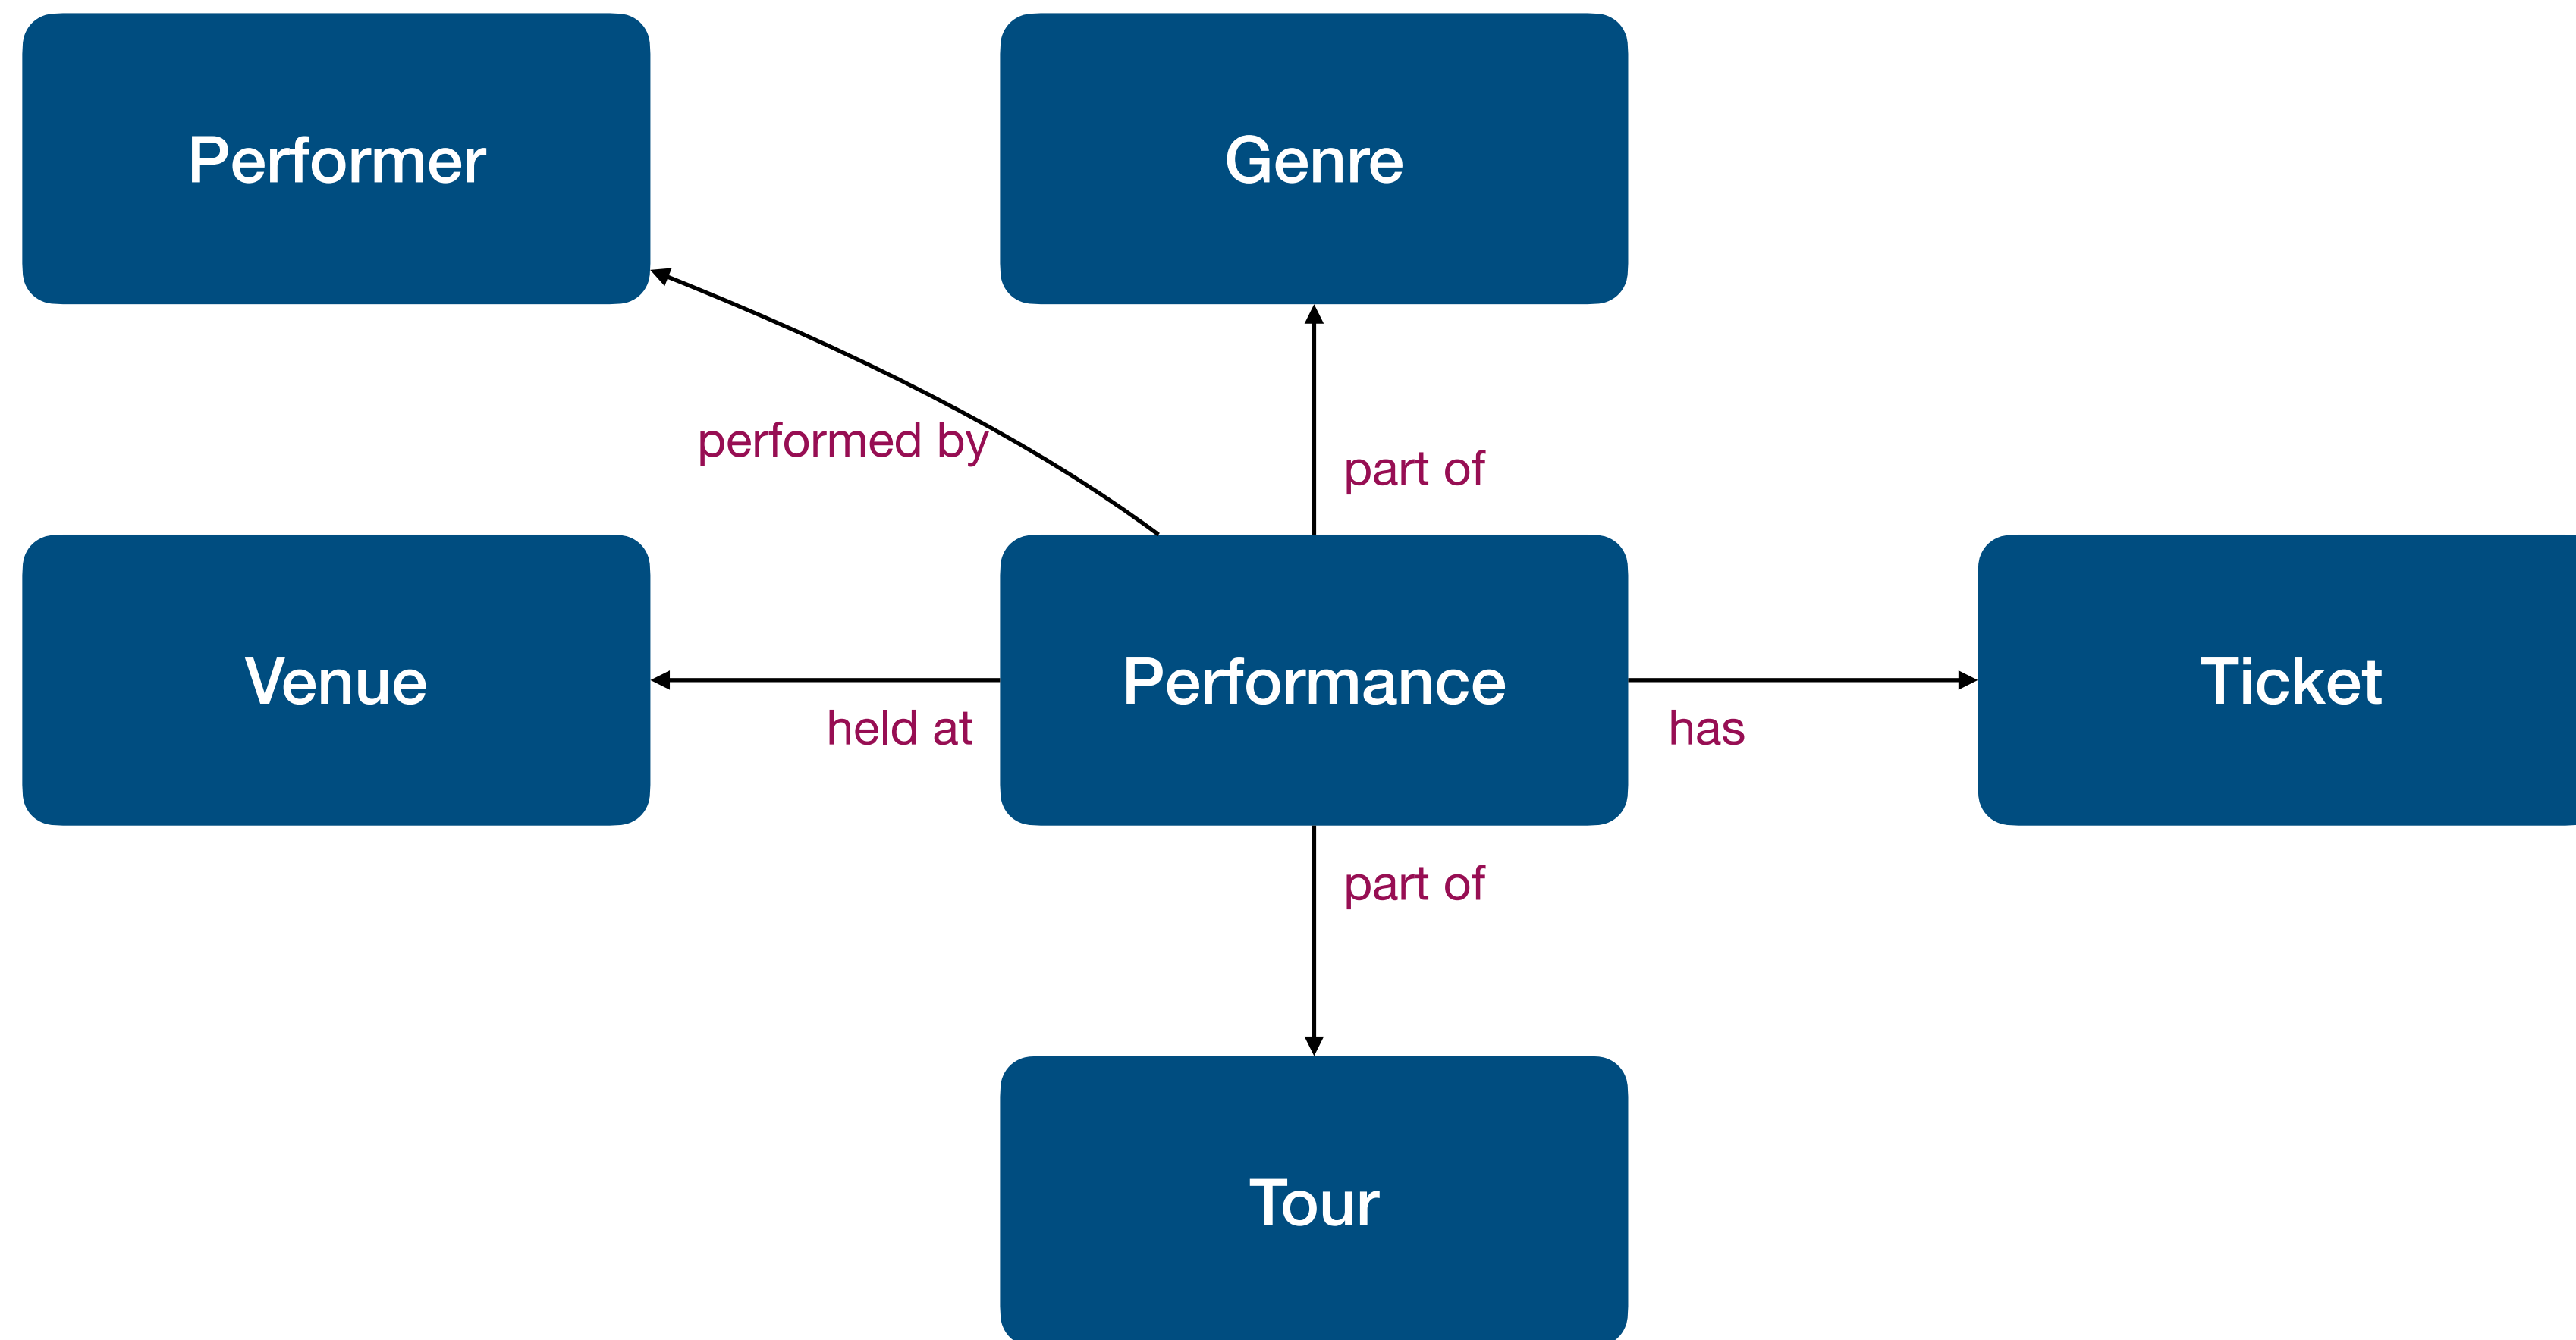 Performer
Genre
performed by
part of
Venue
Performance
Ticket
held at
has
part of
Tour